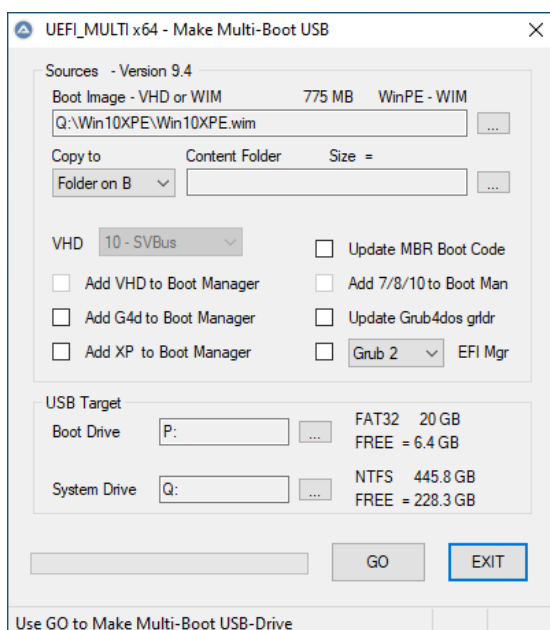 UEFI_MULTI x64 - Make Multi-Boot USB
Sources - Version 9.4
Boot Image - VHD or WIM 775 MB WinPE - WIM
Q:\Win10XPE\Win10XPE.wim ...
Copy to Content Folder Size =
Folder on B ...
VHD 10 - SVBus Update MBR Boot Code
Add VHD to Boot Manager Add 7/8/10 to Boot Man
Add G4d to Boot Manager Update Grub4dos grldr
Add XP to Boot Manager Grub 2 EFI Mgr
USB Target
Boot Drive P: ... FAT32 20 GB
FREE = 6.4 GB
System Drive Q: ... NTFS 445.8 GB
FREE = 228.3 GB
GO EXIT
Use GO to Make Multi-Boot USB-Drive